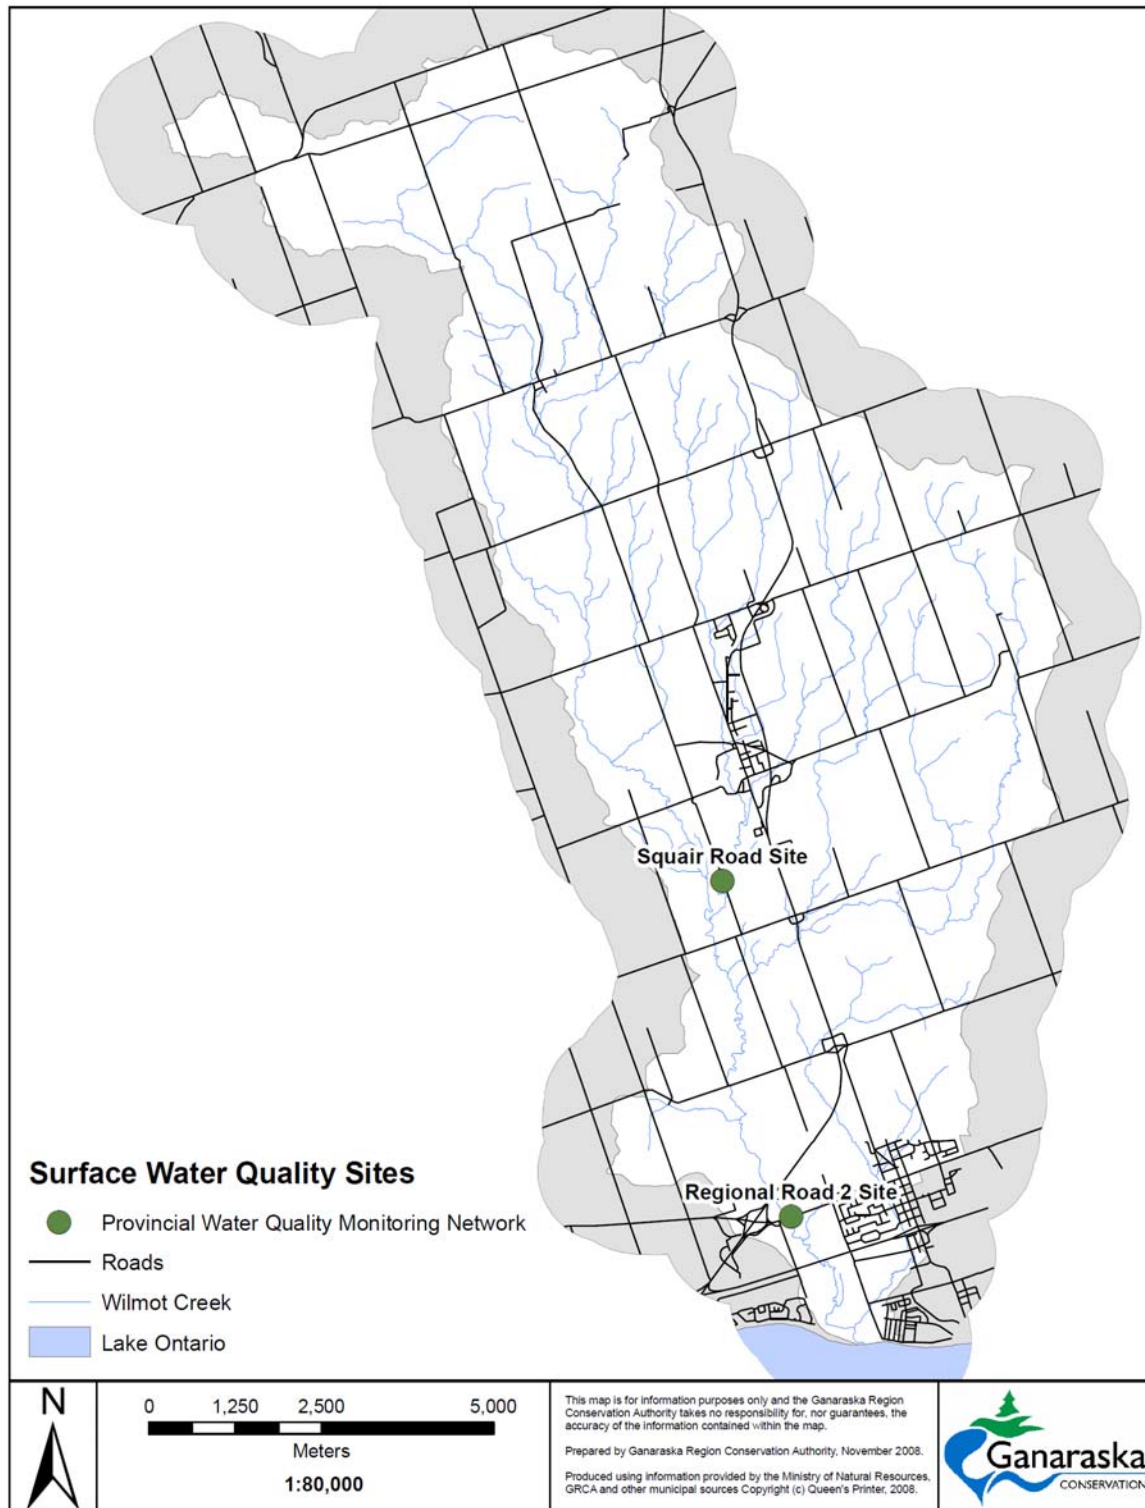 Squair Road Site
Regional Road 2 Site
Surface Water Quality Sites
Provincial Water Quality Monitoring Network
Roads
Wilmot Creek
Lake Ontario
N
0 1,250 2,500 5,000
Meters
1:80,000
This map is for information purposes only and the Ganaraska Region
Conservation Authority takes no responsibility for, nor guarantees, the
accuracy of the information contained within the map.
Prepared by Ganaraska Region Conservation Authority, November 2008.
Produced using information provided by the Ministry of Natural Resources,
GRCA and other municipal sources Copyright (c) Queen's Printer, 2008.
Ganaraska
CONSERVATION